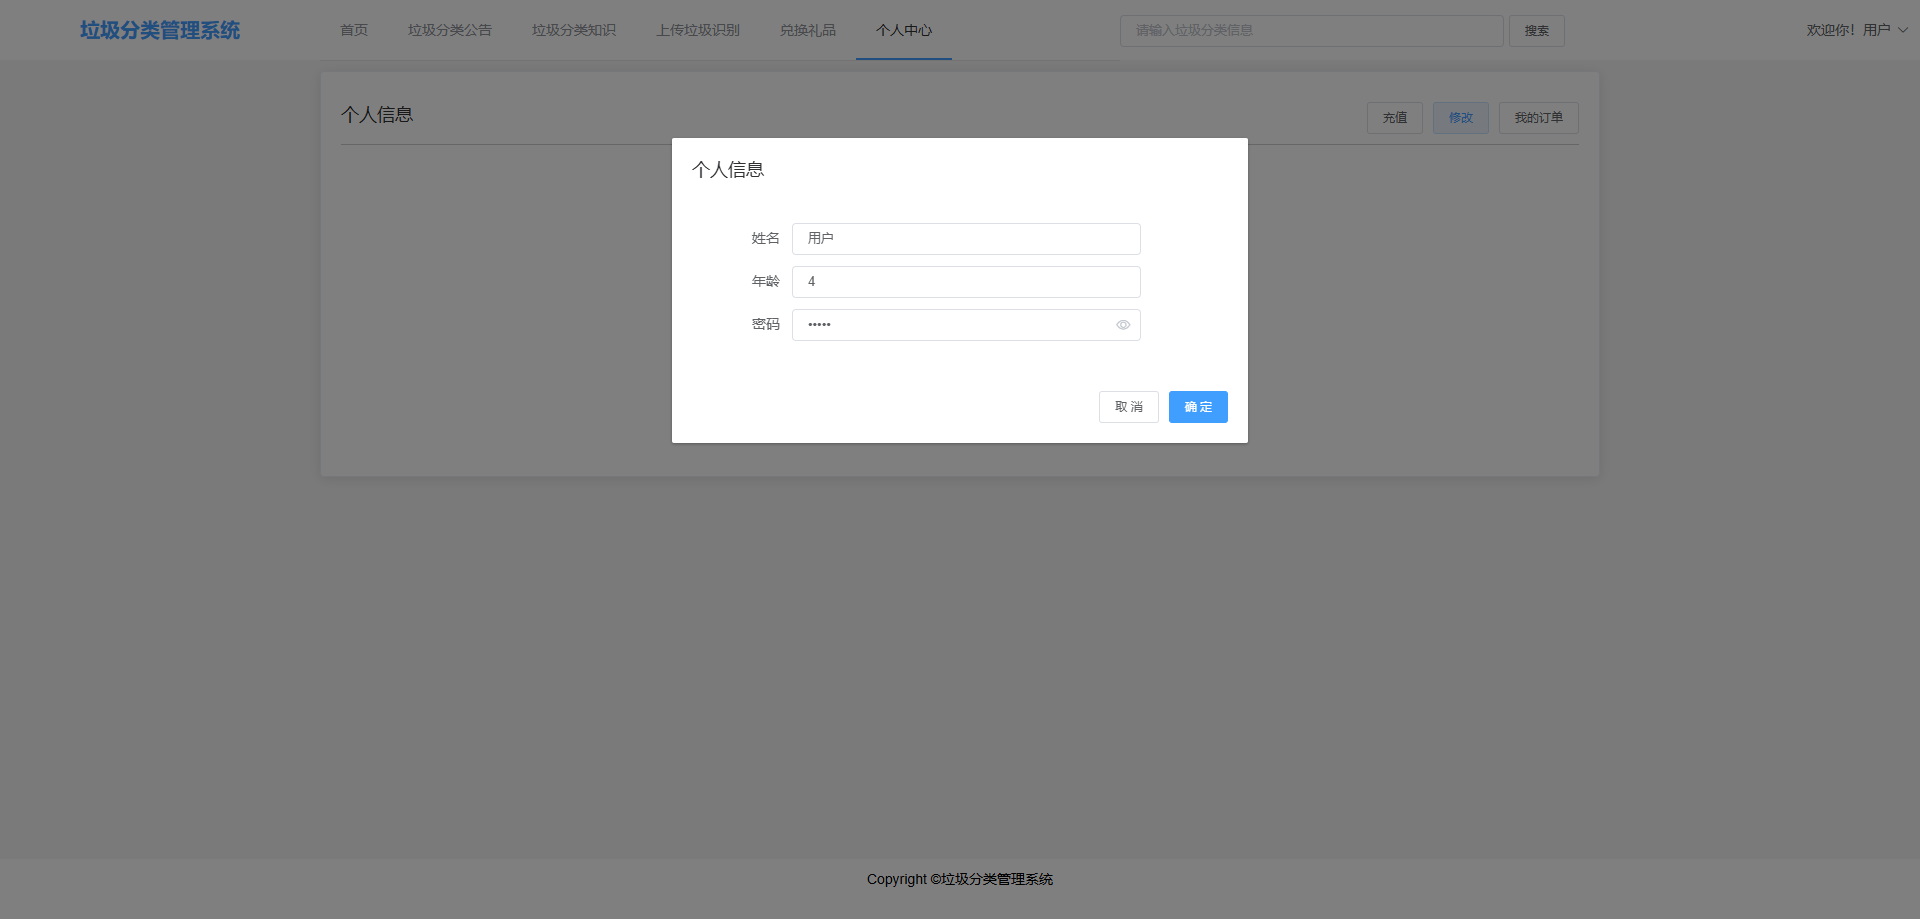 垃圾分类管理系统
首页 垃圾分类公告 垃圾分类知识 上传垃圾识别 兑换礼品 个人中心
请输入垃圾分类信息 搜索
欢迎你！用户
个人信息
充值 修改 我的订单
个人信息
姓名 用户
年龄 4
密码 •••••
取 消 确 定
Copyright ©垃圾分类管理系统